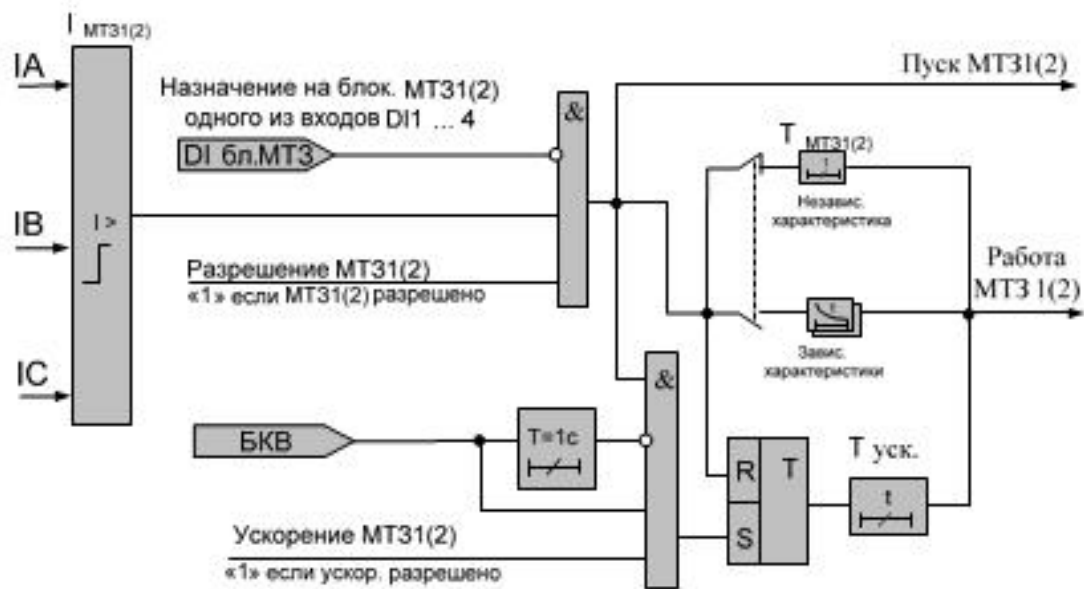 I МТЗ1(2)
IA
IB
IC
I >
Назначение на блок. МТЗ1(2)
одного из входов DI1 ... 4
DI бл.МТЗ
Разрешение МТЗ1(2)
«1» если МТЗ1(2) разрешено
&
Пуск МТЗ1(2)
T МТЗ1(2)
t
Независ.
характеристика
Работа
МТЗ 1(2)
t
Завис.
характеристики
&
БКВ
T=1с
R
T
S
T уск.
t
Ускорение МТЗ1(2)
«1» если ускор. разрешено